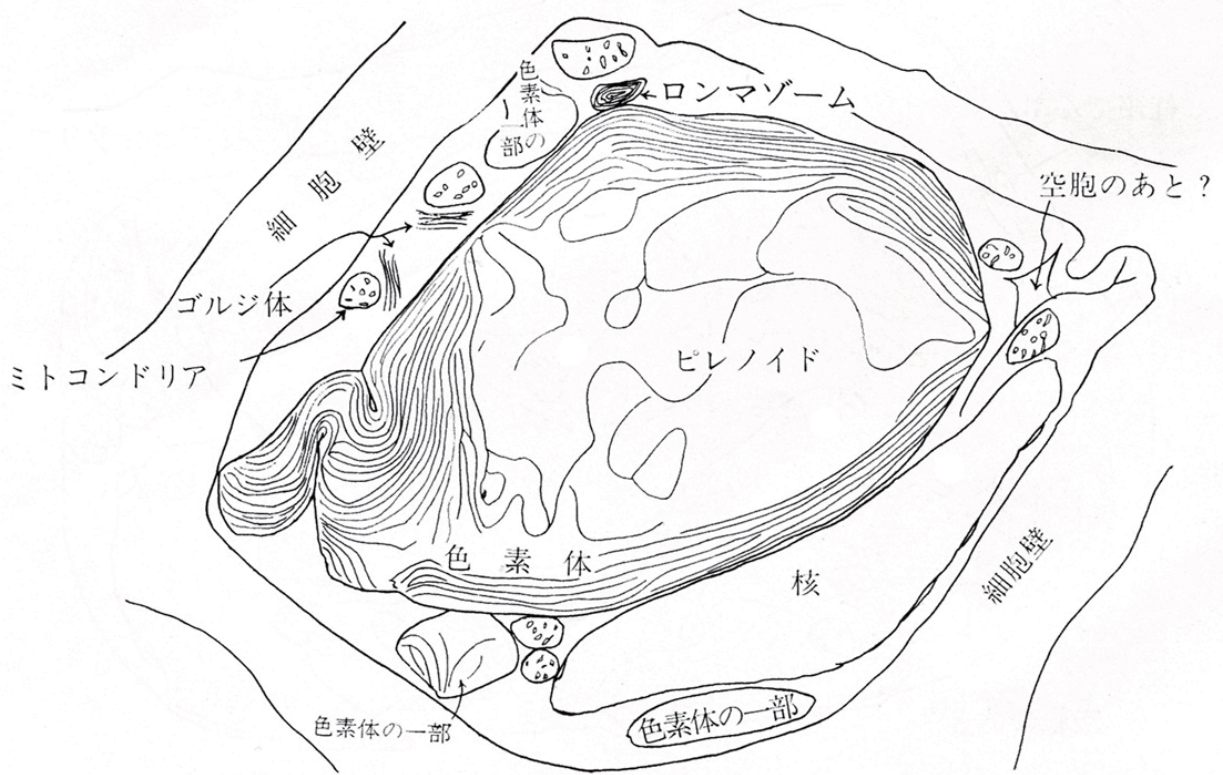 色素体の一部
ロンマゾーム
細胞壁
空胞のあと？
ゴルジ体
ミトコンドリア
ピレノイド
色素体
核
細胞壁
色素体の一部
色素体の一部